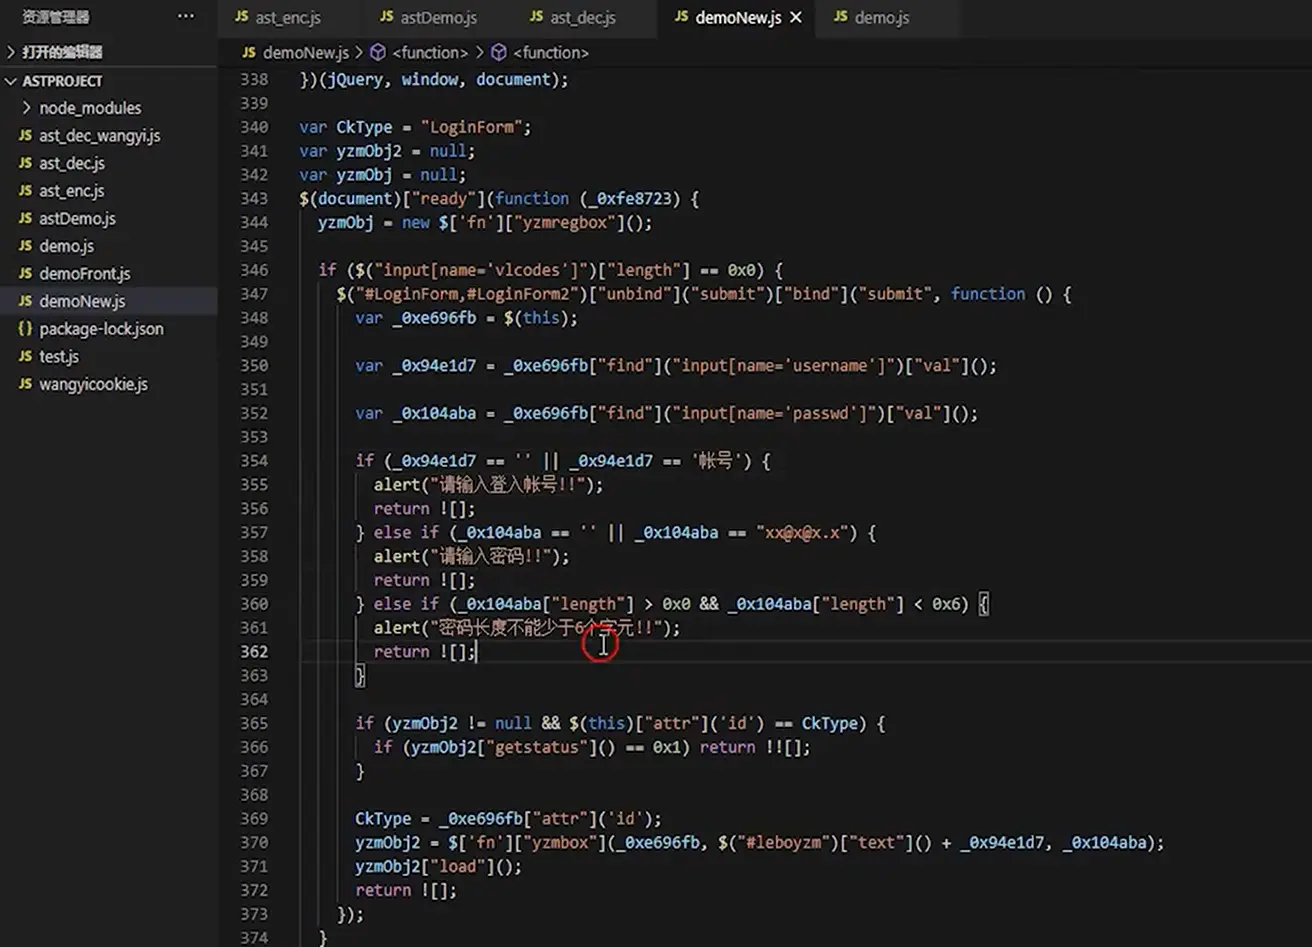 资源管理器 ···
打开的编辑器
ASTPROJECT
node_modules
JS ast_dec_wangyi.js
JS ast_dec.js
JS ast_enc.js
JS astDemo.js
JS demo.js
JS demoFront.js
JS demoNew.js
{} package-lock.json
JS test.js
JS wangyicookie.js
JS ast_enc.js JS astDemo.js JS ast_dec.js JS demoNew.js × JS demo.js
JS demoNew.js > <function> > <function>
338 })(jQuery, window, document);
339
340 var CkType = "LoginForm";
341 var yzmObj2 = null;
342 var yzmObj = null;
343 $(document)["ready"](function (_0xfe8723) {
344 yzmObj = new $['fn']["yzmregbox"]();
345
346 if ($("input[name='vlcodes']")["length"] == 0x0) {
347 $("#LoginForm,#LoginForm2")["unbind"]("submit")["bind"]("submit", function () {
348 var _0xe696fb = $(this);
349
350 var _0x94e1d7 = _0xe696fb["find"]("input[name='username']")["val"]();
351
352 var _0x104aba = _0xe696fb["find"]("input[name='passwd']")["val"]();
353
354 if (_0x94e1d7 == '' || _0x94e1d7 == '帐号') {
355 alert("请输入登入帐号!!");
356 return ![];
357 } else if (_0x104aba == '' || _0x104aba == "xx@x@x.x") {
358 alert("请输入密码!!");
359 return ![];
360 } else if (_0x104aba["length"] > 0x0 && _0x104aba["length"] < 0x6) {
361 alert("密码长度不能少于6个字元!!");
362 return ![];
363 }
364
365 if (yzmObj2 != null && $(this)["attr"]('id') == CkType) {
366 if (yzmObj2["getstatus"]() == 0x1) return !![];
367 }
368
369 CkType = _0xe696fb["attr"]('id');
370 yzmObj2 = $['fn']["yzmbox"](_0xe696fb, $("#leboyzm")["text"]() + _0x94e1d7, _0x104aba);
371 yzmObj2["load"]();
372 return ![];
373 });
374 }